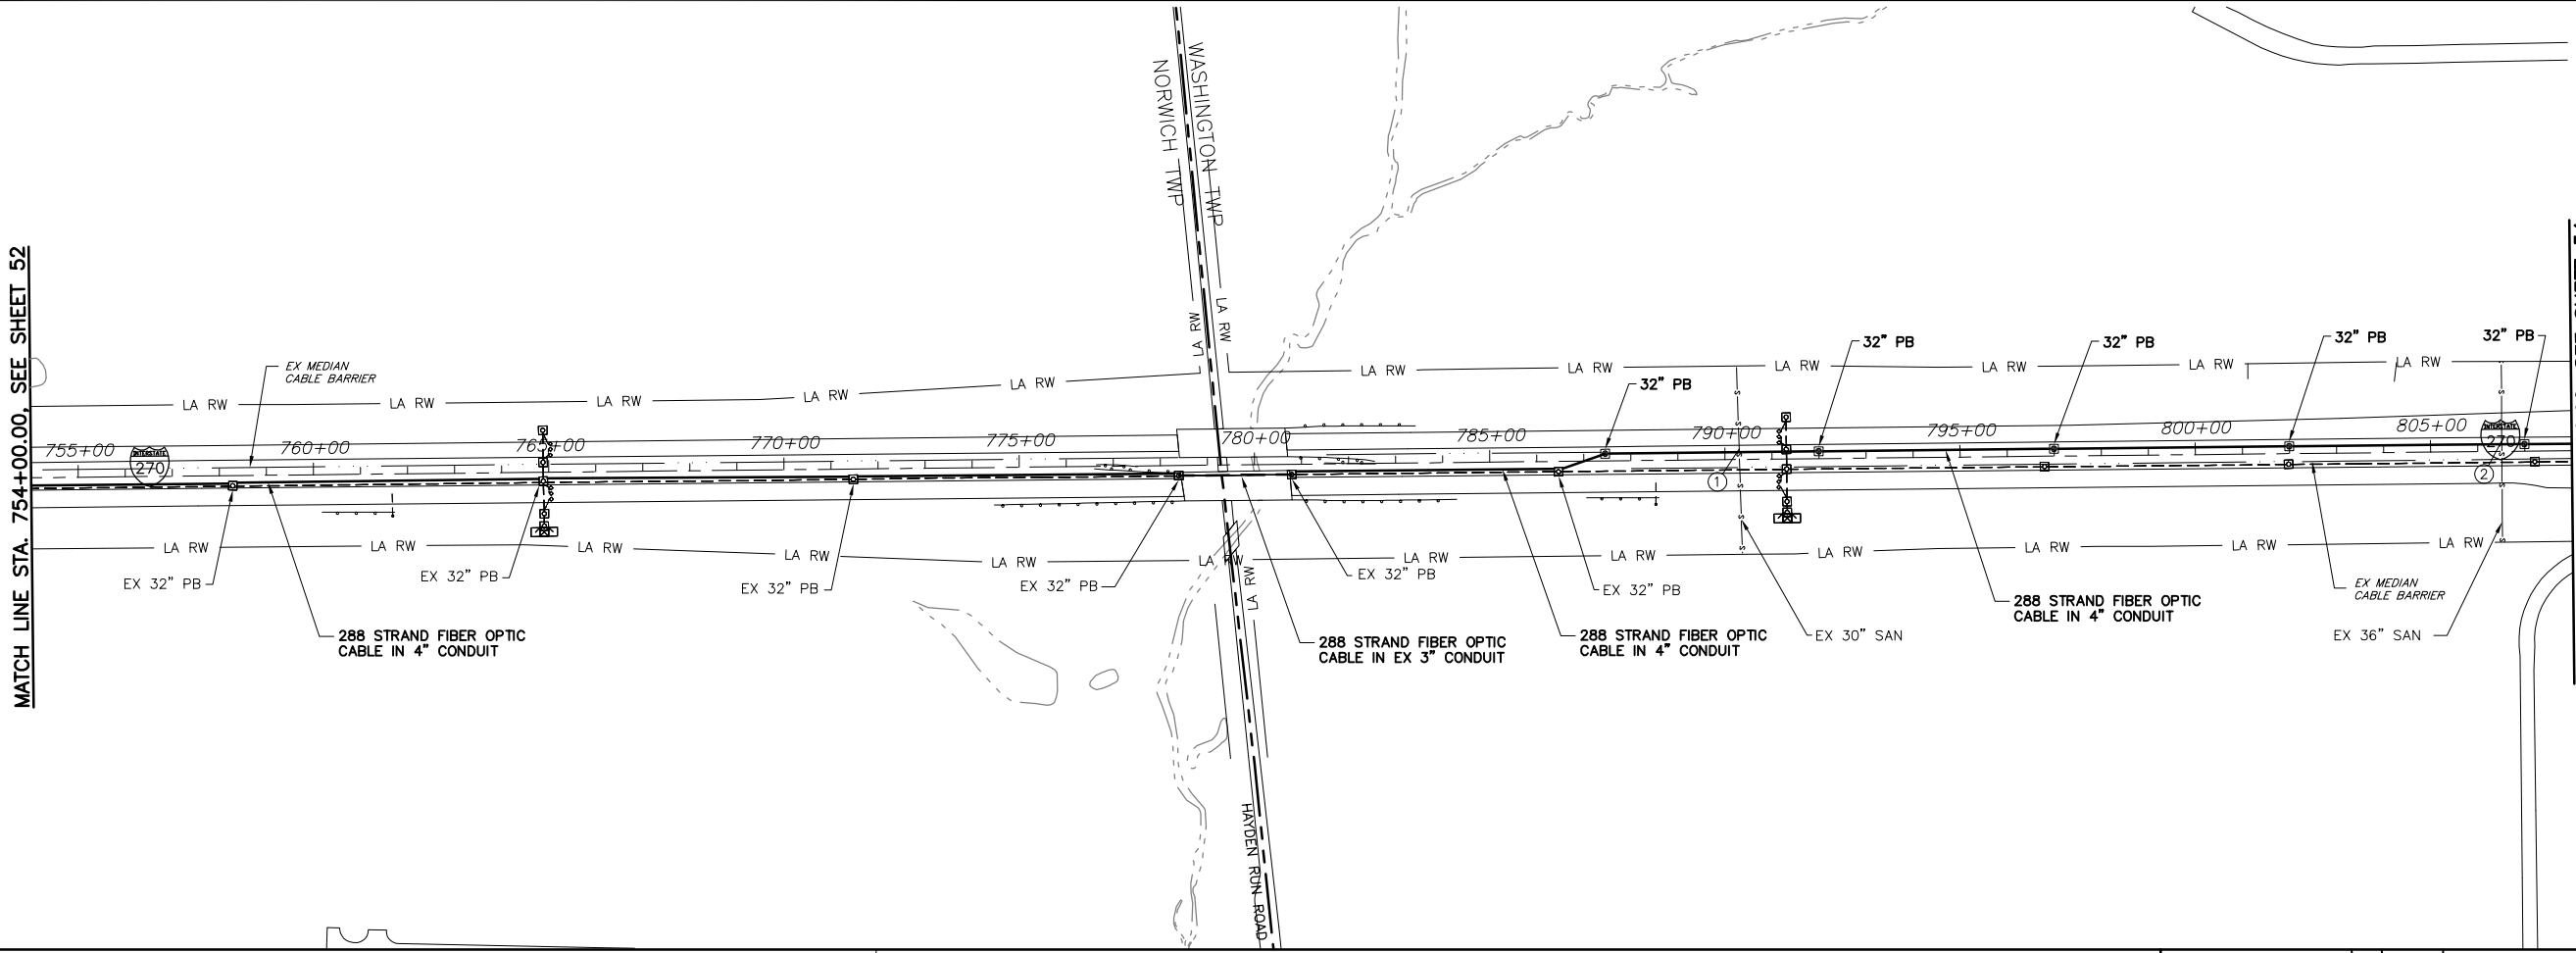 WASHINGTON TWP
NORWICH TWP
MATCH LINE STA. 754+00.00, SEE SHEET 52
LA RW
LA RW
EX MEDIAN
CABLE BARRIER
LA RW
LA RW
LA RW
LA RW
LA RW
LA RW
LA RW
LA RW
LA RW
LA RW
LA RW
32" PB
32" PB
32" PB
32" PB
32" PB
755+00
760+00
770+00
775+00
780+00
785+00
790+00
795+00
800+00
805+00
INTERSTATE
270
INTERSTATE
270
1
2
LA RW
LA RW
LA RW
LA RW
LA RW
LA RW
LA RW
LA RW
LA RW
LA RW
LA RW
LA RW
LA RW
EX 32" PB
EX 32" PB
EX 32" PB
EX 32" PB
EX 32" PB
EX 32" PB
EX MEDIAN
CABLE BARRIER
288 STRAND FIBER OPTIC
CABLE IN 4" CONDUIT
288 STRAND FIBER OPTIC
CABLE IN EX 3" CONDUIT
288 STRAND FIBER OPTIC
CABLE IN 4" CONDUIT
EX 30" SAN
288 STRAND FIBER OPTIC
CABLE IN 4" CONDUIT
EX 36" SAN
HAYDEN RUN ROAD